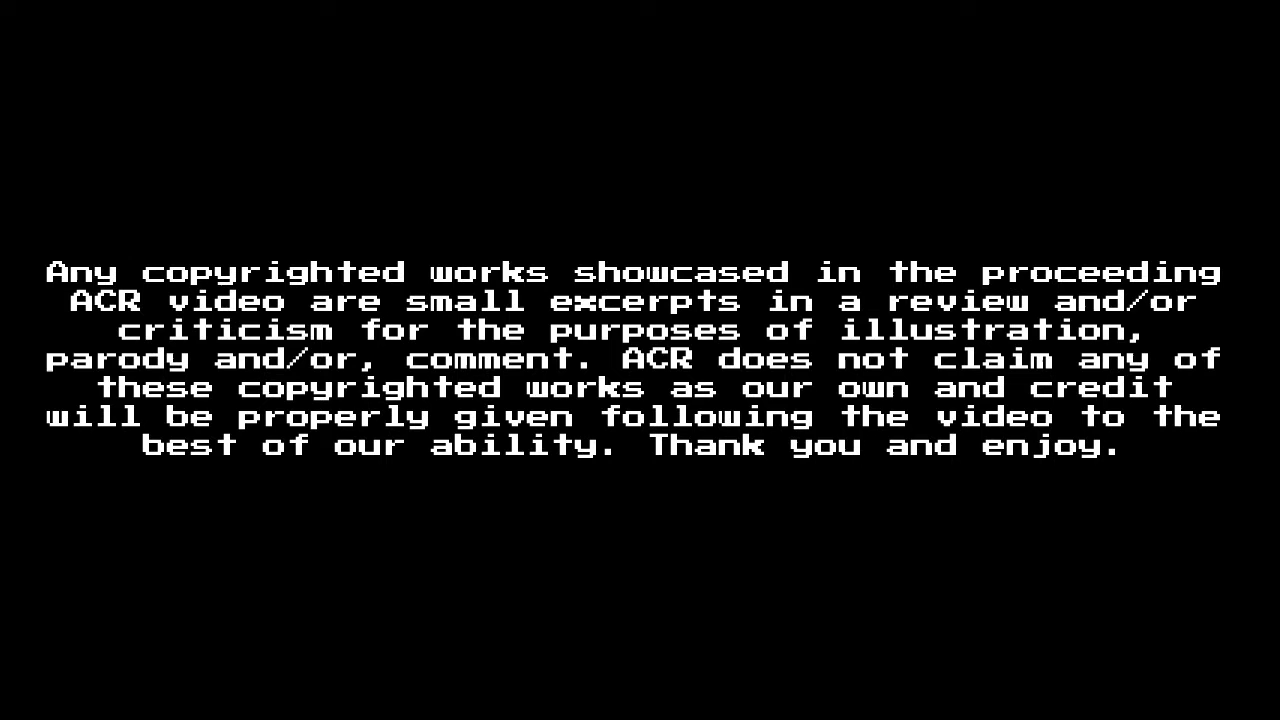 Any copyrighted works showcased in the proceeding
ACR video are small excerpts in a review and/or
criticism for the purposes of illustration,
parody and/or, comment. ACR does not claim any of
these copyrighted works as our own and credit
will be properly given following the video to the
best of our ability. Thank you and enjoy.